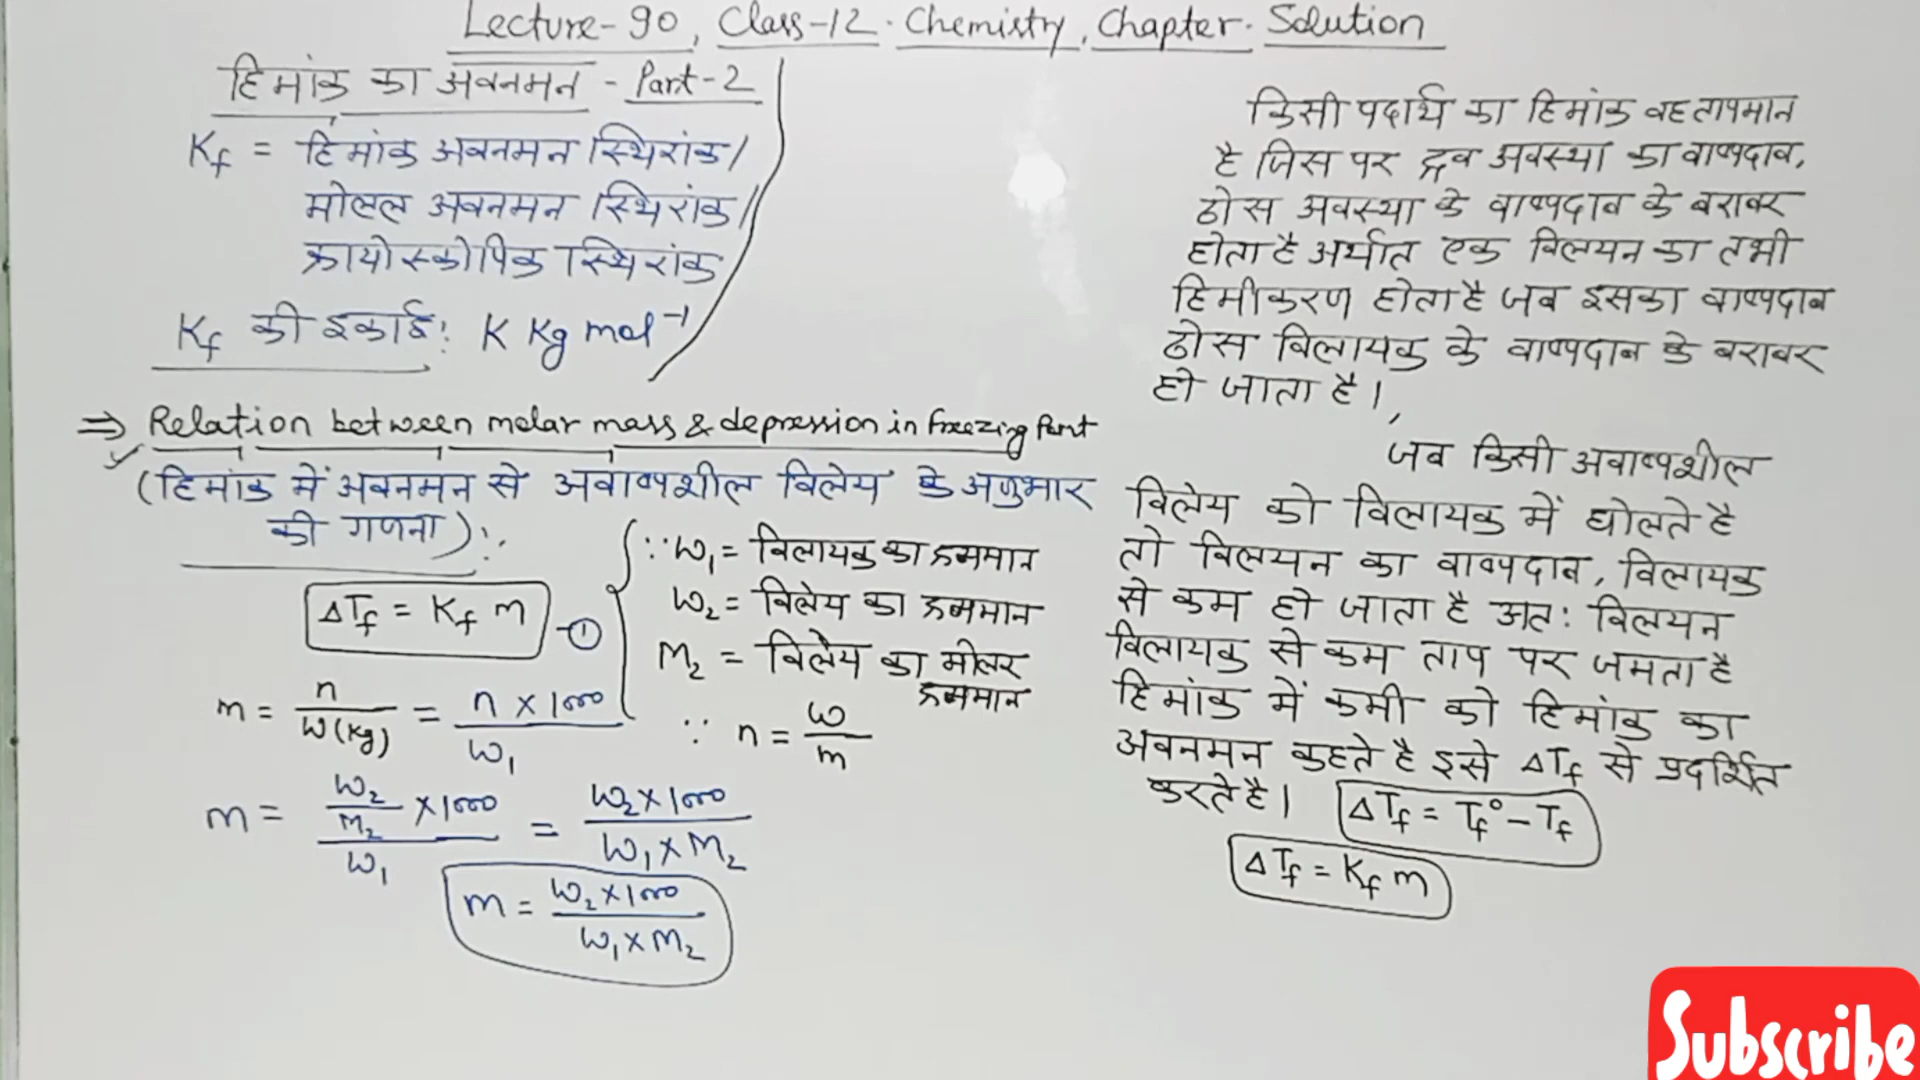 Lecture-90, Class-12. Chemistry, Chapter. Solution
हिमांक का अवनमन - Part-2
Kf = हिमांक अवनमन स्थिरांक/
मोलल अवनमन स्थिरांक/
क्रायोस्कोपिक स्थिरांक
Kf की इकाई: K Kg mol⁻¹
⇒ Relation between molar mass & depression in freezing Point
(हिमांक में अवनमन से अवाष्पशील विलेय के अणुभार
की गणना):.
ΔTf = Kf m —①
m = n/W(Kg) = n × 1000/W₁
m = W₂/M₂ × 1000/W₁ = W₂ × 1000/W₁ × M₂
m = W₂ × 1000/W₁ × M₂
∵ W₁ = विलायक का द्रव्यमान
W₂ = विलेय का द्रव्यमान
M₂ = विलेय का मोलर
द्रव्यमान
∵ n = W/m
किसी पदार्थ का हिमांक वह तापमान
है जिस पर द्रव अवस्था का वाष्पदाब,
ठोस अवस्था के वाष्पदाब के बराबर
होता है अर्थात एक विलयन का तभी
हिमीकरण होता है जब इसका वाष्पदाब
ठोस विलायक के वाष्पदाब के बराबर
हो जाता है।,
जब किसी अवाष्पशील
विलेय को विलायक में घोलते है
तो विलयन का वाष्पदाब, विलायक
से कम हो जाता है अत: विलयन
विलायक से कम ताप पर जमता है
हिमांक में कमी को हिमांक का
अवनमन कहते है इसे ΔTf से प्रदर्शित
करते है। ΔTf = Tf° - Tf
ΔTf = Kf m
Subscribe